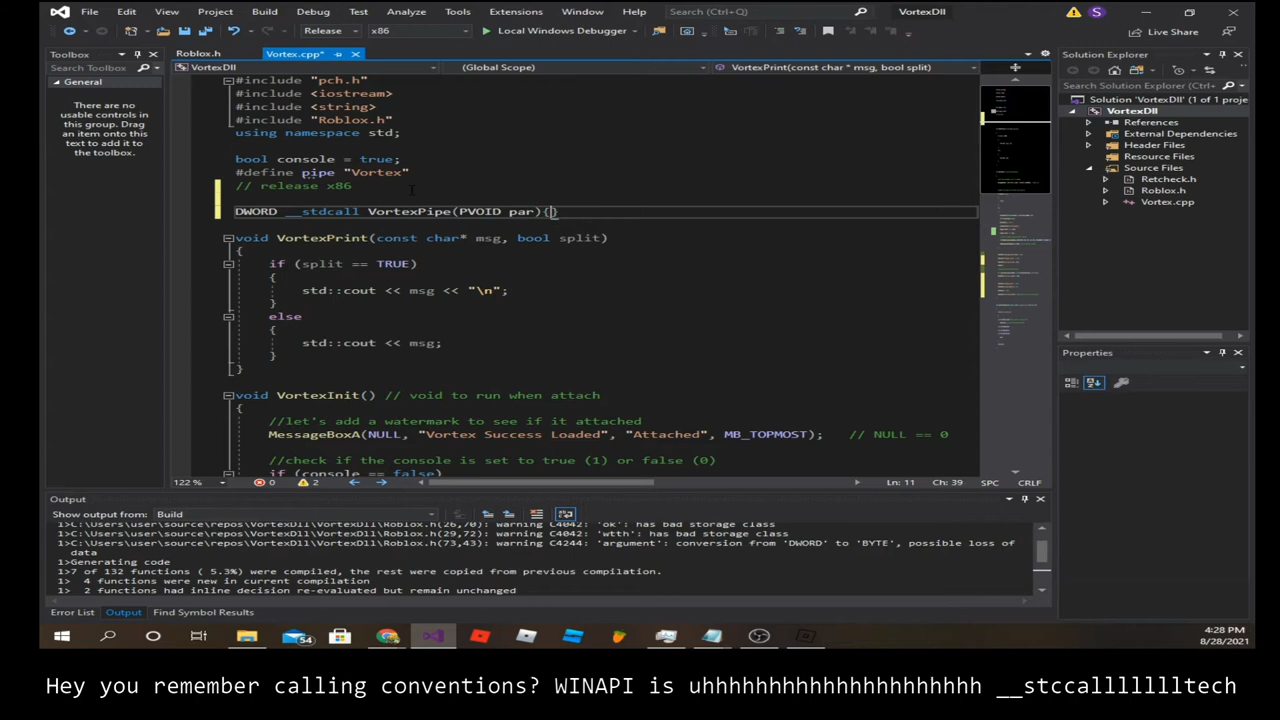 File Edit View Project Build Debug Test Analyze Tools Extensions Window Help Search (Ctrl+Q) VortexDll S
Release x86 Local Windows Debugger Live Share
Toolbox
Search Toolbox
General
There are no
usable controls in
this group. Drag
an item onto this
text to add it to
the toolbox.
Roblox.h Vortex.cpp*
VortexDll (Global Scope) VortexPrint(const char * msg, bool split)
#include "pch.h"
#include <iostream>
#include <string>
#include "Roblox.h"
using namespace std;
bool console = true;
#define pipe "Vortex"
// release x86
DWORD __stdcall VortexPipe(PVOID par){}
void VortexPrint(const char* msg, bool split)
{
if (split == TRUE)
{
std::cout << msg << "\n";
}
else
{
std::cout << msg;
}
}
void VortexInit() // void to run when attach
{
//let's add a watermark to see if it attached
MessageBoxA(NULL, "Vortex Success Loaded", "Attached", MB_TOPMOST); // NULL == 0
//check if the console is set to true (1) or false (0)
if (console == false)
122 % 0 2 Ln: 11 Ch: 39 SPC CRLF
Solution Explorer
Search Solution Explorer (Ctrl+
Solution 'VortexDll' (1 of 1 proje
VortexDll
References
External Dependencies
Header Files
Resource Files
Source Files
Retcheck.h
Roblox.h
Vortex.cpp
Properties
Output
Show output from: Build
1>C:\Users\user\source\repos\VortexDll\VortexDll\Roblox.h(26,70): warning C4042: 'ok': has bad storage class
1>C:\Users\user\source\repos\VortexDll\VortexDll\Roblox.h(29,72): warning C4042: 'wtth': has bad storage class
1>C:\Users\user\source\repos\VortexDll\VortexDll\Roblox.h(73,43): warning C4244: 'argument': conversion from 'DWORD' to 'BYTE', possible loss of
data
1>Generating code
1>7 of 132 functions ( 5.3%) were compiled, the rest were copied from previous compilation.
1> 4 functions were new in current compilation
1> 2 functions had inline decision re-evaluated but remain unchanged
Error List Output Find Symbol Results
54
4:28 PM
8/28/2021
Hey you remember calling conventions? WINAPI is uhhhhhhhhhhhhhhhhhhhhh __stccallllllltech